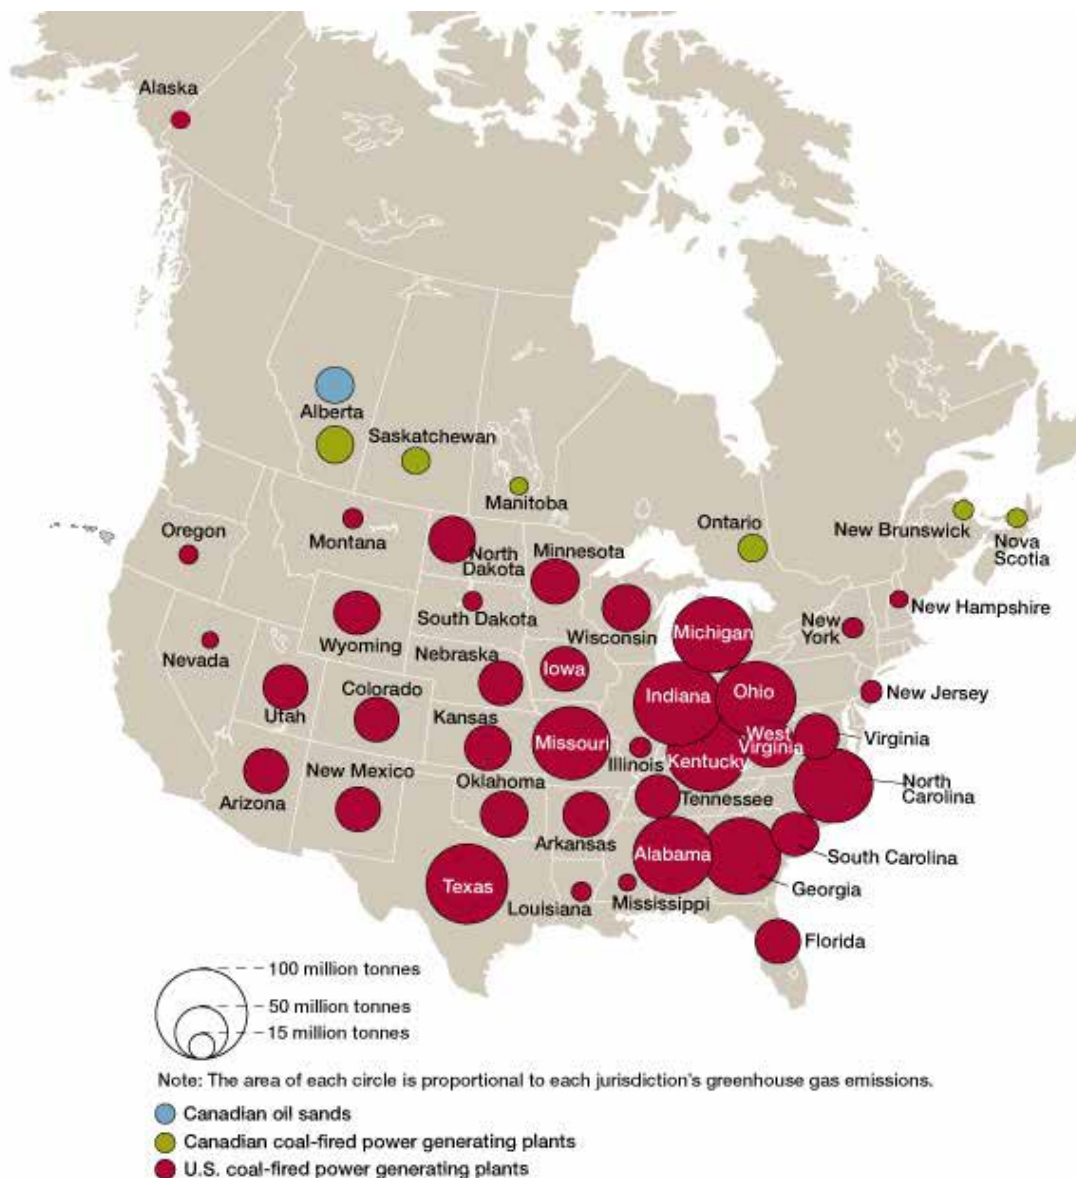 Alaska
Alberta
Saskatchewan
Manitoba
Ontario
New Brunswick
Nova
Scotia
Oregon
Montana
North
Dakota
Minnesota
South Dakota
Wisconsin
Michigan
New Hampshire
New
York
Nevada
Wyoming
Nebraska
Iowa
Indiana
Ohio
New Jersey
Utah
Colorado
Kansas
Missouri
Illinois
Kentucky
West
Virginia
Virginia
Arizona
New Mexico
Oklahoma
Arkansas
Tennessee
North
Carolina
Alabama
South Carolina
Georgia
Texas
Louisiana
Mississippi
Florida
100 million tonnes
50 million tonnes
15 million tonnes
Note: The area of each circle is proportional to each jurisdiction's greenhouse gas emissions.
Canadian oil sands
Canadian coal-fired power generating plants
U.S. coal-fired power generating plants